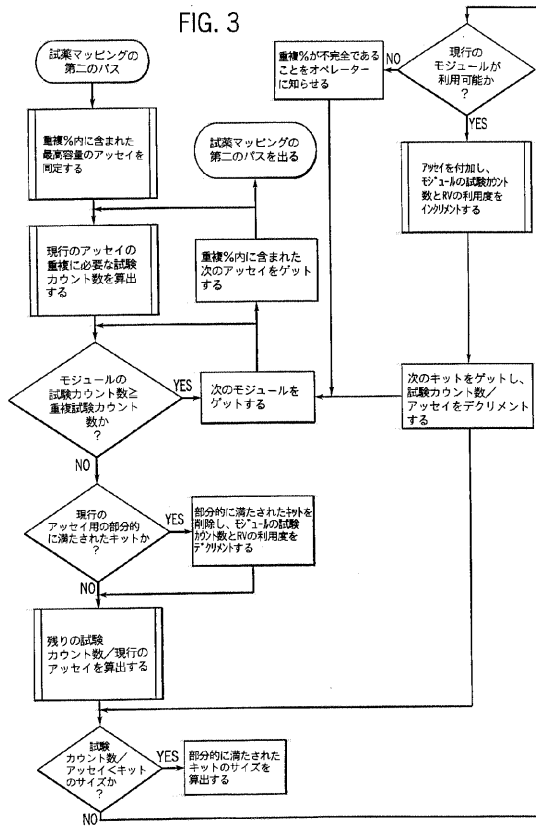 FIG. 3
試薬マッピングの
第二のパス
重複%内に含まれた
最高容量のアッセイを
同定する
現行のアッセイの
重複に必要な試験
カウント数を算出
する
モジュールの
試験カウント数≧
重複試験カウント
数か
?
YES
NO
現行の
アッセイ用の部分的
に満たされたキットか
?
YES
NO
残りの試験
カウント数/現行の
アッセイを算出する
試験
カウント数/
アッセイ<キット
のサイズか
?
YES
NO
部分的に満たされた
キットのサイズを
算出する
部分的に満たされたキットを
削除し、モジュールの試験
カウント数とRVの利用度を
デクリメントする
次のモジュールを
ゲットする
重複%内に含まれた
次のアッセイをゲット
する
試薬マッピングの
第二のパスを出る
重複%が不完全である
ことをオペレーター
に知らせる
NO
現行の
モジュールが
利用可能か
?
YES
アッセイを付加し、
モジュールの試験カウント
数とRVの利用度を
インクリメントする
次のキットをゲットし、
試験カウント数/
アッセイをデクリメント
する